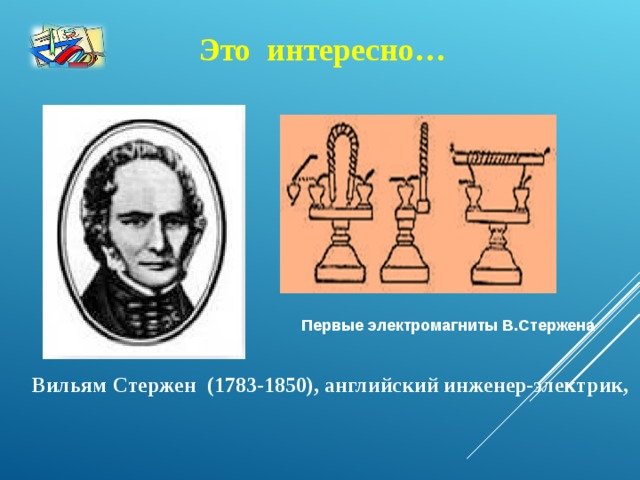 Это интересно…
Первые электромагниты В.Стержена
Вильям Стержен (1783-1850), английский инженер-электрик,